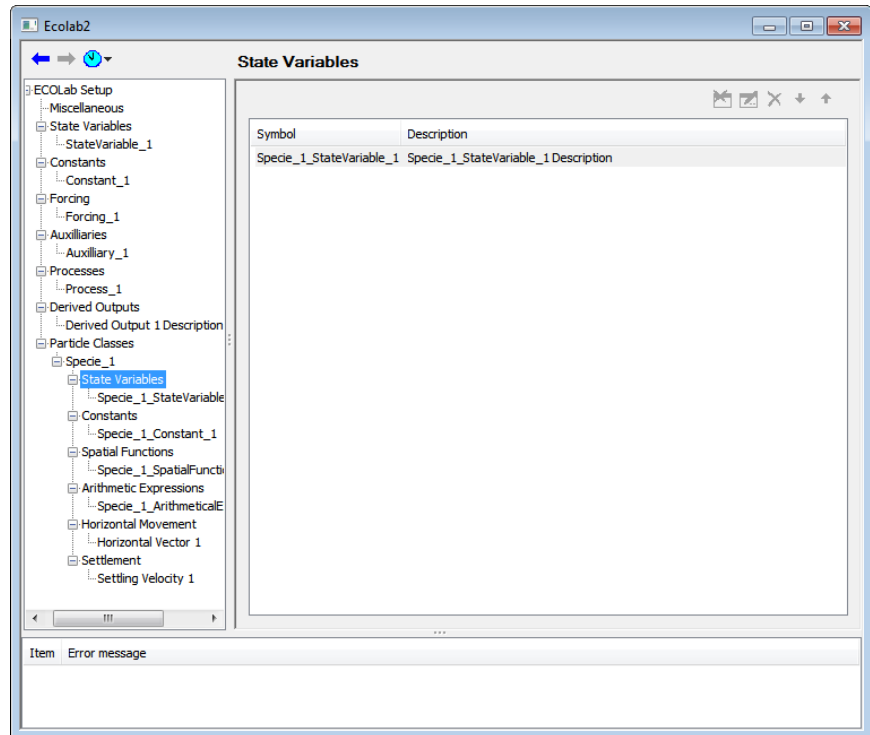 Ecolab2
State Variables
ECOLab Setup
Miscellaneous
State Variables
StateVariable_1
Constants
Constant_1
Forcing
Forcing_1
Auxilliaries
Auxilliary_1
Processes
Process_1
Derived Outputs
Derived Output 1 Description
Particle Classes
Specie_1
State Variables
Specie_1_StateVariable
Constants
Specie_1_Constant_1
Spatial Functions
Specie_1_SpatialFuncti
Arithmetic Expressions
Specie_1_ArithmeticalE
Horizontal Movement
Horizontal Vector 1
Settlement
Settling Velocity 1
Symbol Description
Specie_1_StateVariable_1 Specie_1_StateVariable_1 Description
Item Error message